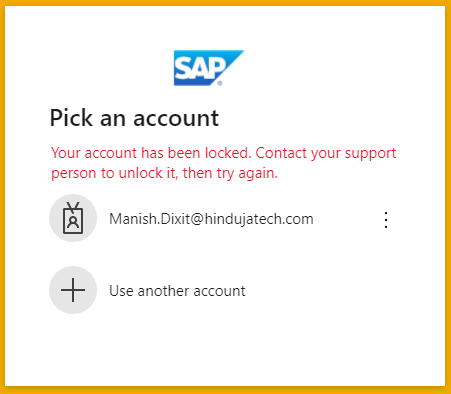 SAP
Pick an account
Your account has been locked. Contact your support
person to unlock it, then try again.
Manish.Dixit@hindujatech.com
Use another account